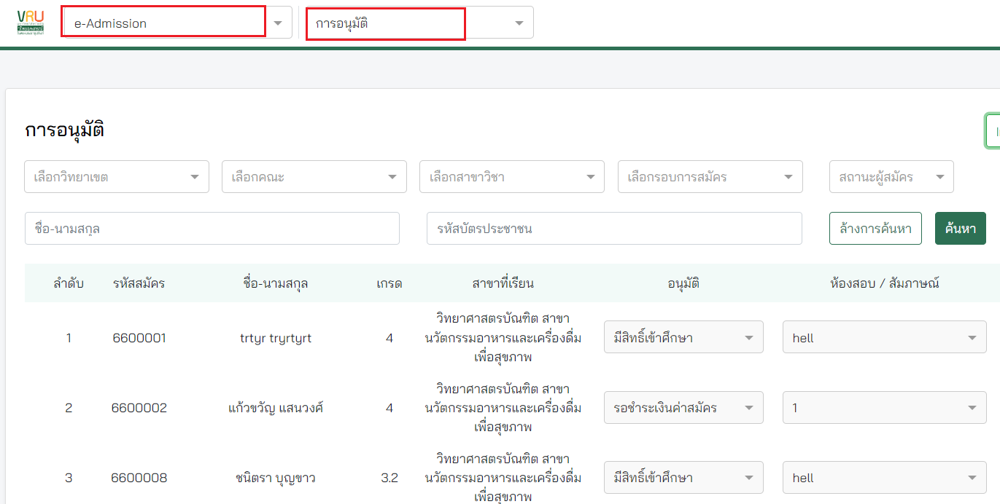 VRU
e-Admission
การอนุมัติ
การอนุมัติ
เลือกวิทยาเขต
เลือกคณะ
เลือกสาขาวิชา
เลือกรอบการสมัคร
สถานะผู้สมัคร
ชื่อ-นามสกุล
รหัสบัตรประชาชน
ล้างการค้นหา
ค้นหา
ลำดับ รหัสสมัคร ชื่อ-นามสกุล เกรด สาขาที่เรียน อนุมัติ ห้องสอบ / สัมภาษณ์
วิทยาศาสตรบัณฑิต สาขา
1 6600001 trtyr tryrtyrt 4 นวัตกรรมอาหารและเครื่องดื่ม มีสิทธิ์เข้าศึกษา hell
เพื่อสุขภาพ
วิทยาศาสตรบัณฑิต สาขา
2 6600002 แก้วขวัญ แสนวงศ์ 4 นวัตกรรมอาหารและเครื่องดื่ม รอชำระเงินค่าสมัคร 1
เพื่อสุขภาพ
วิทยาศาสตรบัณฑิต สาขา
3 6600008 ชนิตรา บุญขาว 3.2 นวัตกรรมอาหารและเครื่องดื่ม มีสิทธิ์เข้าศึกษา hell
เพื่อสุขภาพ